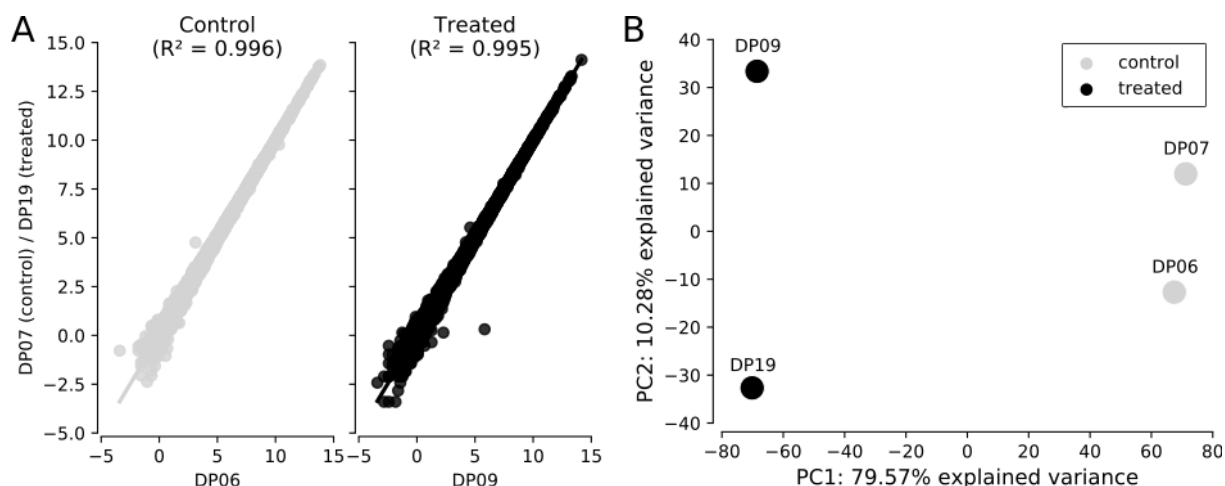 A
Control
(R² = 0.996)
Treated
(R² = 0.995)
DP07 (control) / DP19 (treated)
15.0
12.5
10.0
7.5
5.0
2.5
0.0
−2.5
−5.0
−5 0 5 10 15
DP06
−5 0 5 10 15
DP09
B
PC2: 10.28% explained variance
40
30
20
10
0
−10
−20
−30
−40
DP09
control
treated
DP07
DP06
DP19
−80 −60 −40 −20 0 20 40 60 80
PC1: 79.57% explained variance